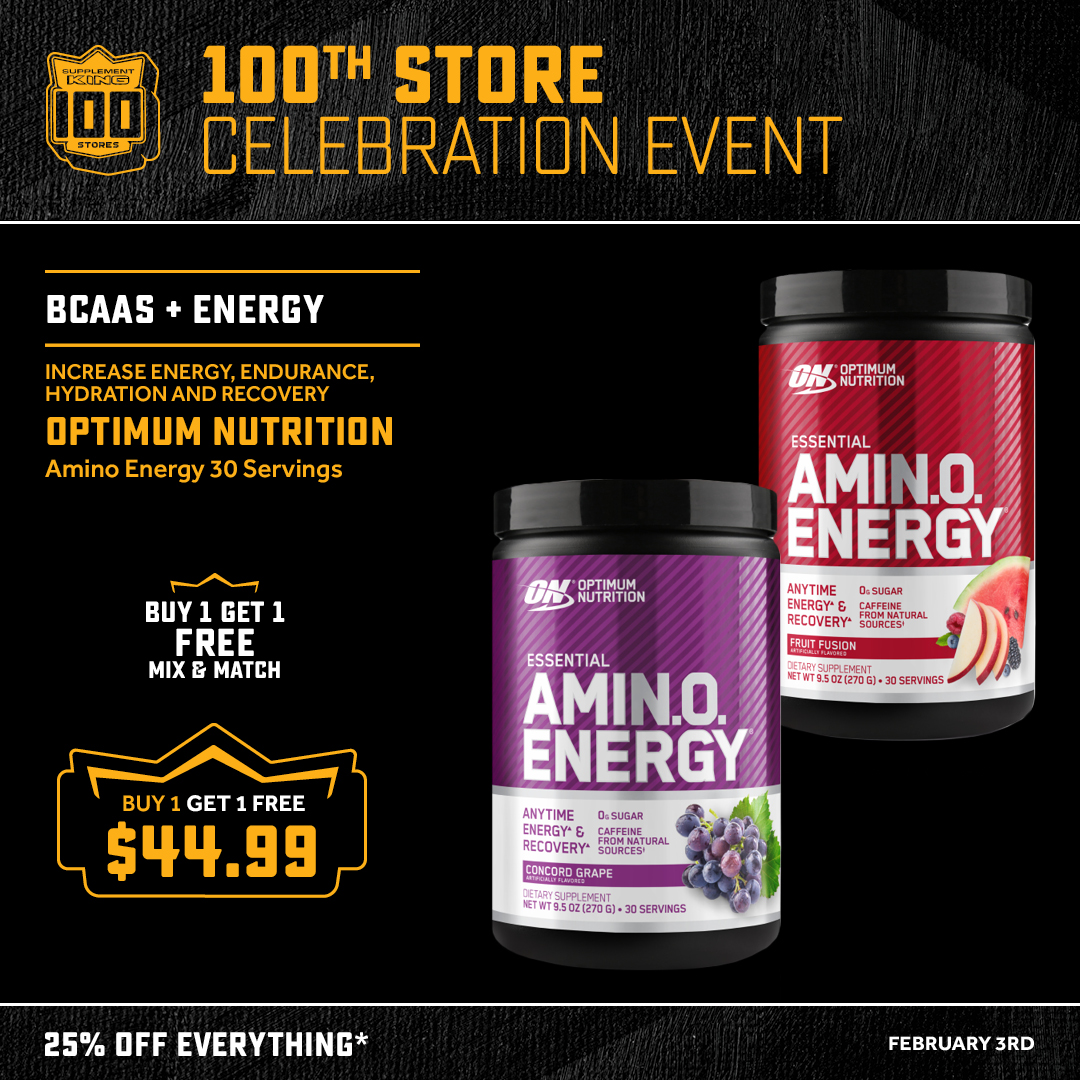 SUPPLEMENT
KING
100
STORES
100TH STORE
CELEBRATION EVENT
BCAAS + ENERGY
INCREASE ENERGY, ENDURANCE,
HYDRATION AND RECOVERY
OPTIMUM NUTRITION
Amino Energy 30 Servings
BUY 1 GET 1
FREE
MIX & MATCH
BUY 1 GET 1 FREE
$44.99
ON OPTIMUM
NUTRITION
ESSENTIAL
AMIN.O.
ENERGY
ANYTIME
ENERGY▲ &
RECOVERY▲
0G SUGAR
CAFFEINE
FROM NATURAL
SOURCES‡
CONCORD GRAPE
ARTIFICIALLY FLAVORED
DIETARY SUPPLEMENT
NET WT 9.5 OZ (270 G) • 30 SERVINGS
ON OPTIMUM
NUTRITION
ESSENTIAL
AMIN.O.
ENERGY
ANYTIME
ENERGY▲ &
RECOVERY▲
0G SUGAR
CAFFEINE
FROM NATURAL
SOURCES‡
FRUIT FUSION
ARTIFICIALLY FLAVORED
DIETARY SUPPLEMENT
NET WT 9.5 OZ (270 G) • 30 SERVINGS
25% OFF EVERYTHING*
FEBRUARY 3RD